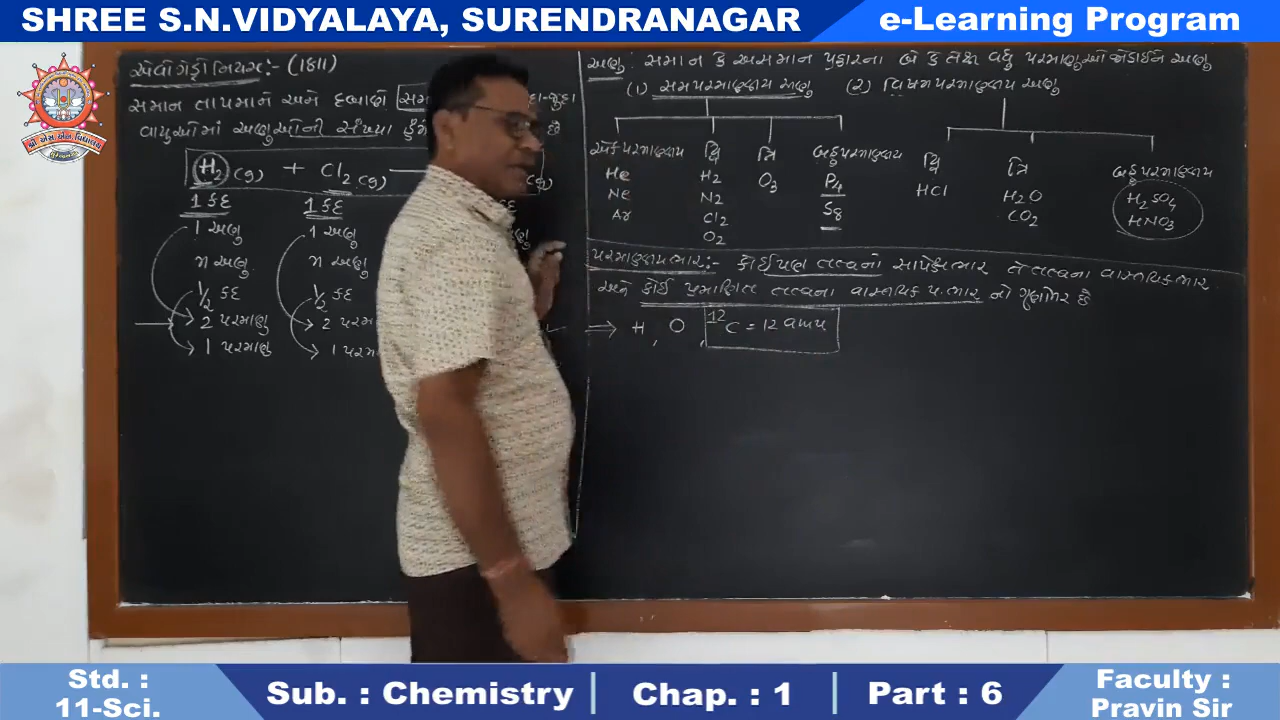 SHREE S.N.VIDYALAYA, SURENDRANAGAR
e-Learning Program
એવોગેડ્રો નિયમ:- (1811)
સમાન તાપમાને અને દબાણે સમ
વાયુઓમાં અણુઓની સંખ્યા
છે
H₂(g) + Cl₂(g)
(g)
1 કદ 1 કદ
1 અણુ 1 અણુ
n અણુ n અણુ
1/2 કદ 1/2 કદ
2 પરમાણુ 2 પરમા
1 પરમાણુ 1 પરમા
અણુ : સમાન કે અસમાન પ્રકારના બે કે તેથી વધુ પરમાણુઓ જોડાઈને અણુ
(1) સમપરમાણ્વીય અણુ (2) વિષમપરમાણ્વીય અણુ
એકપરમાણ્વીય દ્વિ ત્રિ બહુપરમાણ્વીય
He H₂ O₃ P₄
Ne N₂ S₈
Ar Cl₂
O₂
દ્વિ ત્રિ બહુપરમાણ્વીય
HCl H₂O H₂SO₄
CO₂ HNO₃
પરમાણ્વીય ભાર:- કોઈપણ તત્વનો સાપેક્ષભાર તે તત્વના વાસ્તવિક ભાર
અને કોઈ પ્રમાણિત તત્વના વાસ્તવિક પ.ભાર નો ગુણોત્તર છે
⇒ H, O, ¹²C = 12 amu
Std. :
11-Sci.
Sub. : Chemistry
Chap. : 1
Part : 6
Faculty :
Pravin Sir